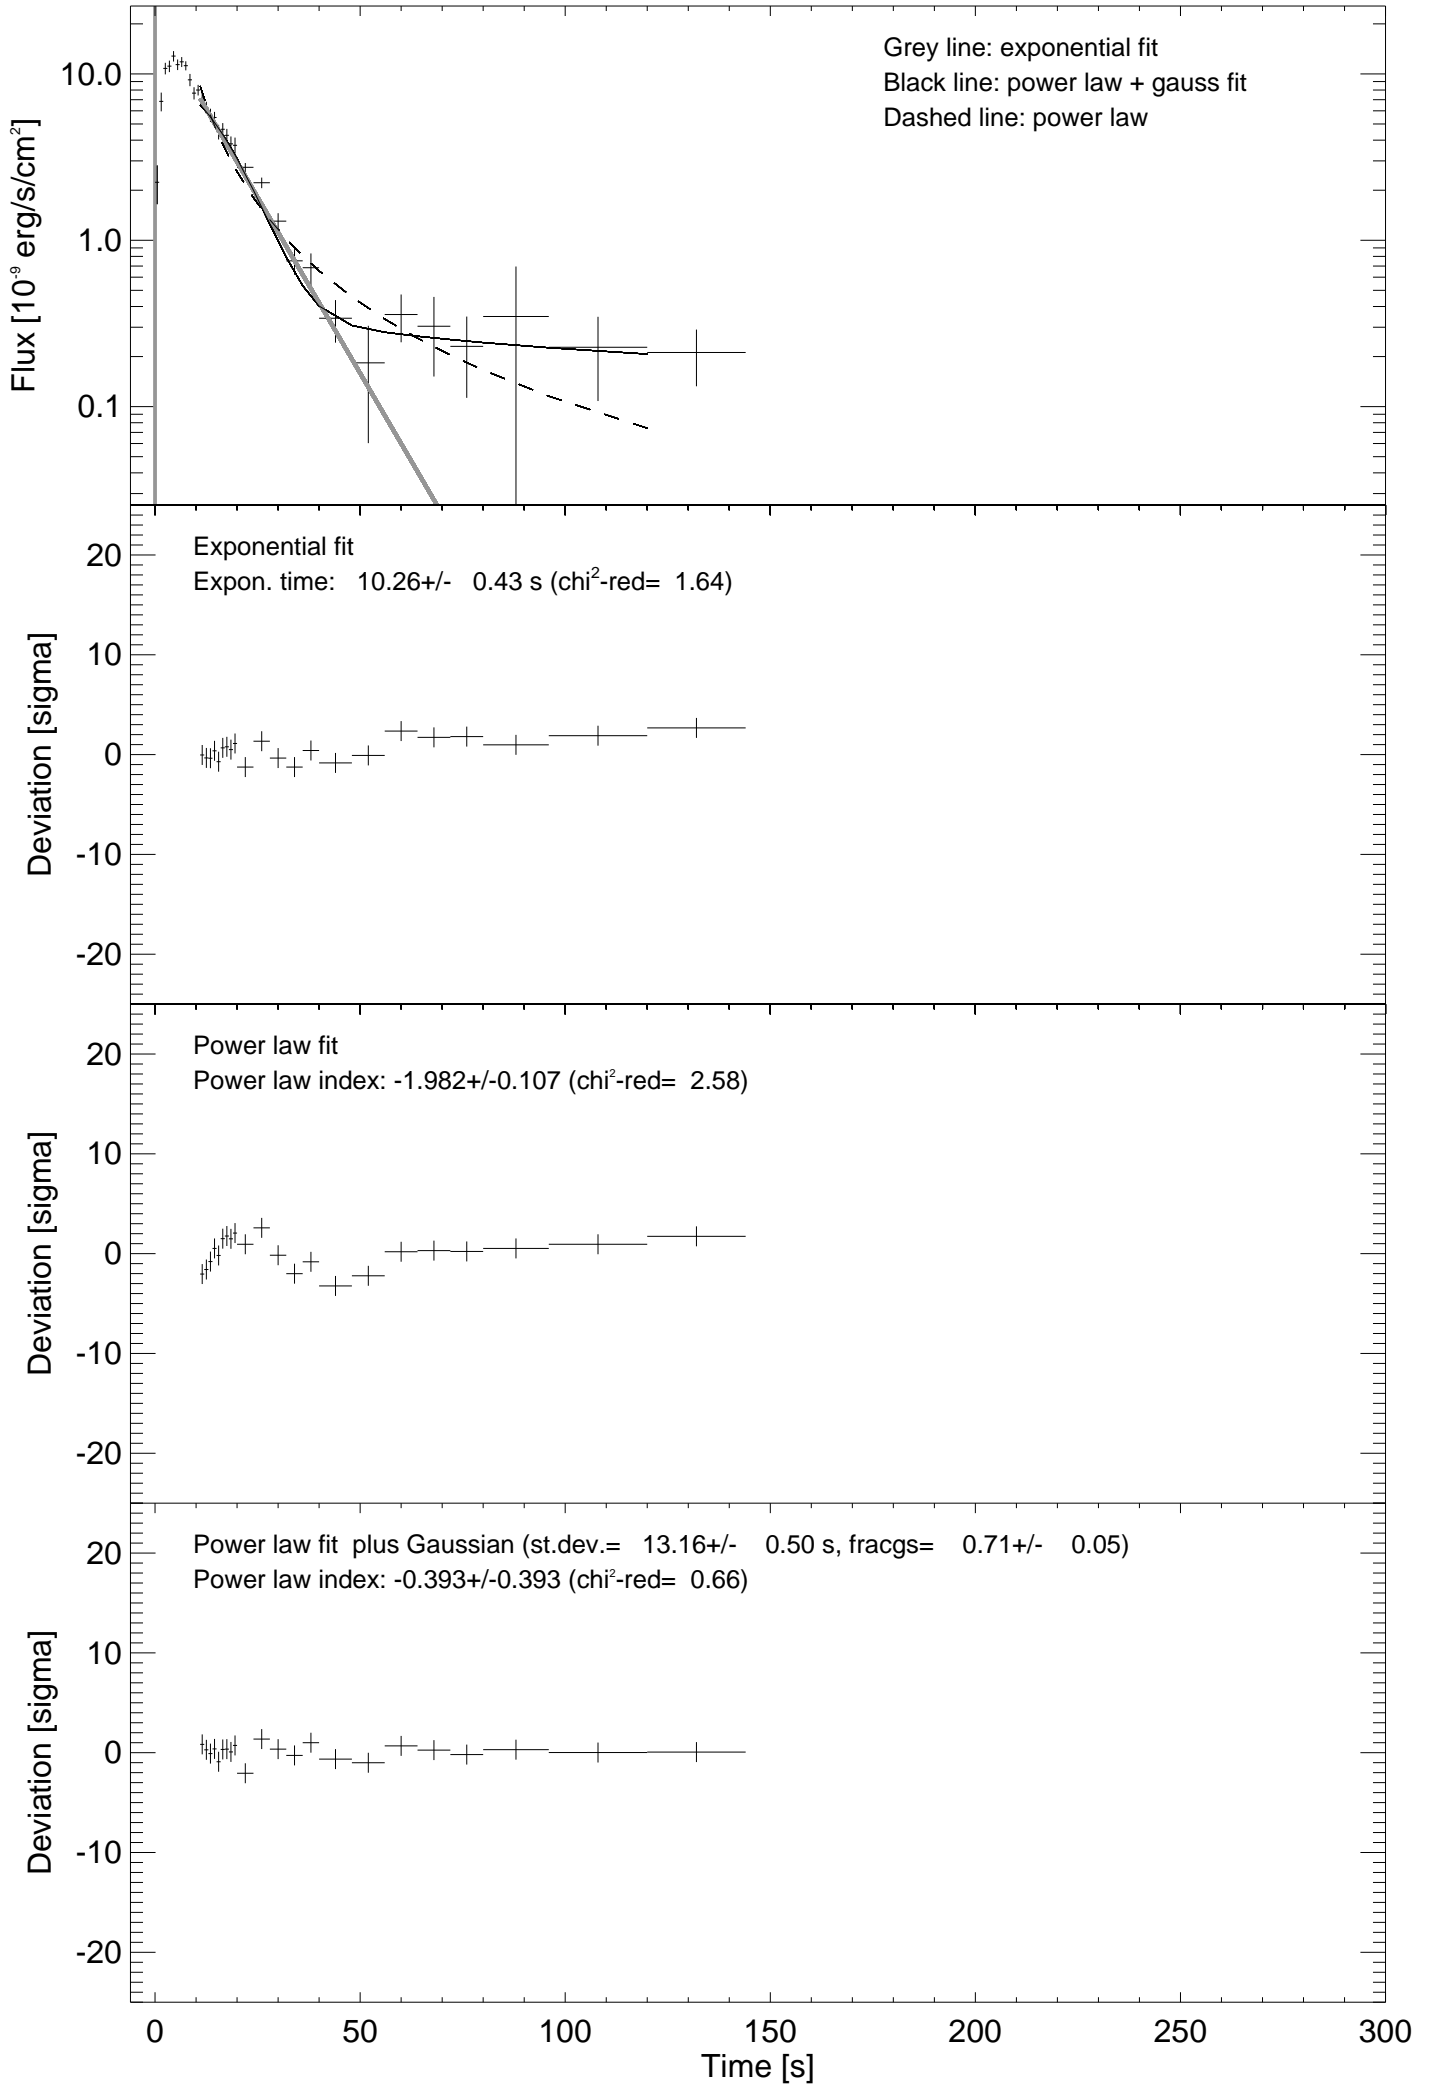 Grey line: exponential fit
Black line: power law + gauss fit
Dashed line: power law
10.0
1.0
0.1
Flux [10⁻⁹ erg/s/cm²]
Exponential fit
Expon. time: 10.26+/- 0.43 s (chi²-red= 1.64)
20
10
0
-10
-20
Deviation [sigma]
Power law fit
Power law index: -1.982+/-0.107 (chi²-red= 2.58)
20
10
0
-10
-20
Deviation [sigma]
Power law fit plus Gaussian (st.dev.= 13.16+/- 0.50 s, fracgs= 0.71+/- 0.05)
Power law index: -0.393+/-0.393 (chi²-red= 0.66)
20
10
0
-10
-20
Deviation [sigma]
0 50 100 150 200 250 300
Time [s]